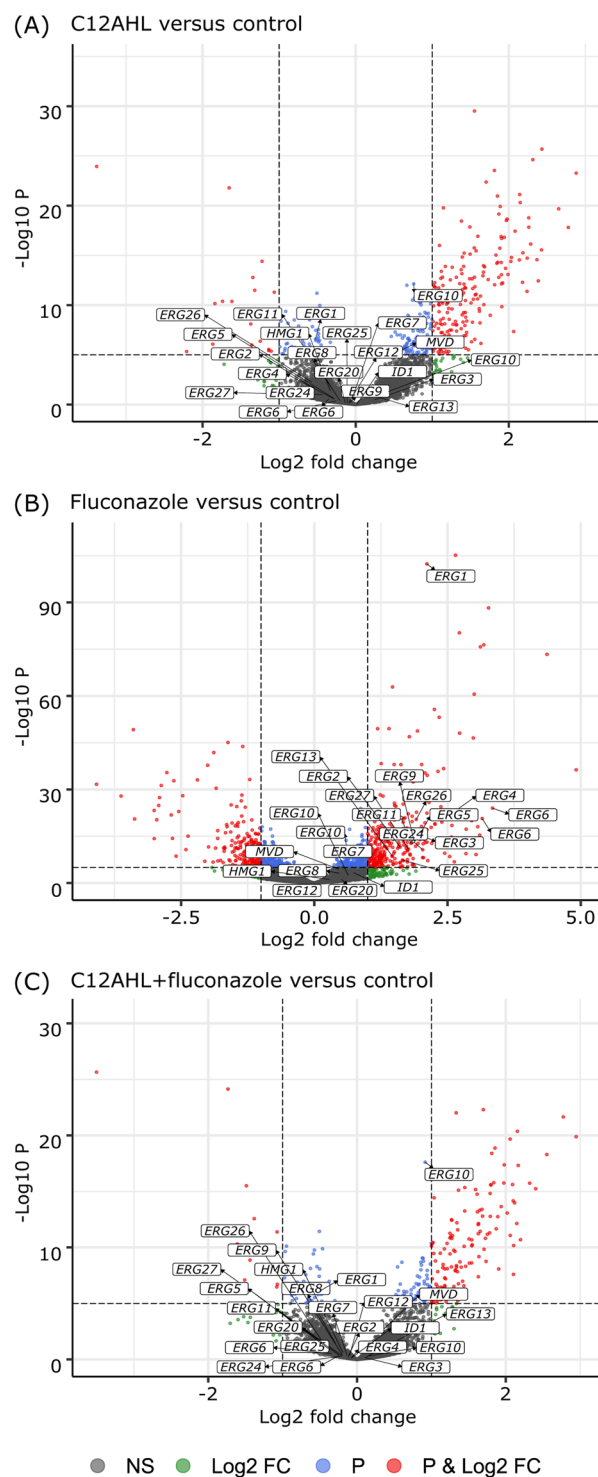 (A) C12AHL versus control
30
20
10
0
-Log10 P
ERG10
ERG26
ERG11
ERG1
ERG5
HMG1
ERG25
ERG7
MVD
ERG2
ERG8
ERG12
ERG10
ERG4
ERG20
ID1
ERG3
ERG27
ERG24
ERG9
ERG6
ERG6
ERG13
-2
0
2
Log2 fold change
(B) Fluconazole versus control
90
60
30
0
-Log10 P
ERG1
ERG13
ERG2
ERG9
ERG27
ERG26
ERG4
ERG10
ERG11
ERG5
ERG6
ERG10
ERG24
ERG3
ERG6
MVD
ERG7
HMG1
ERG8
ERG25
ERG12
ERG20
ID1
-2.5
0.0
2.5
5.0
Log2 fold change
(C) C12AHL+fluconazole versus control
30
20
10
0
-Log10 P
ERG10
ERG26
ERG9
ERG27
HMG1
ERG1
ERG5
ERG8
MVD
ERG11
ERG7
ERG12
ERG13
ERG20
ERG2
ID1
ERG6
ERG25
ERG4
ERG10
ERG24
ERG6
ERG3
-2
0
2
Log2 fold change
NS Log2 FC P P & Log2 FC